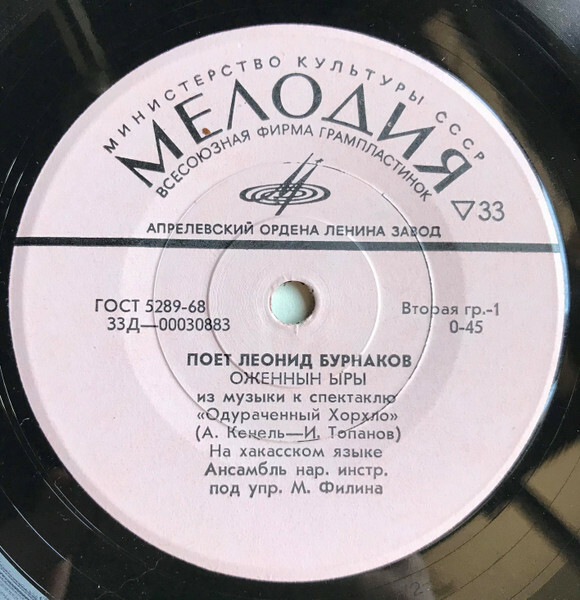 МИНИСТЕРСТВО КУЛЬТУРЫ СССР
МЕЛОДИЯ
ВСЕСОЮЗНАЯ ФИРМА ГРАМПЛАСТИНОК
▽33
АПРЕЛЕВСКИЙ ОРДЕНА ЛЕНИНА ЗАВОД
ГОСТ 5289-68
33Д—00030883
Вторая гр.-1
0-45
ПОЕТ ЛЕОНИД БУРНАКОВ
ОЖЕННЫН ЫРЫ
из музыки к спектаклю
«Одураченный Хорхло»
(А. Кенель—И. Топанов)
На хакасском языке
Ансамбль нар. инстр.
под упр. М. Филина